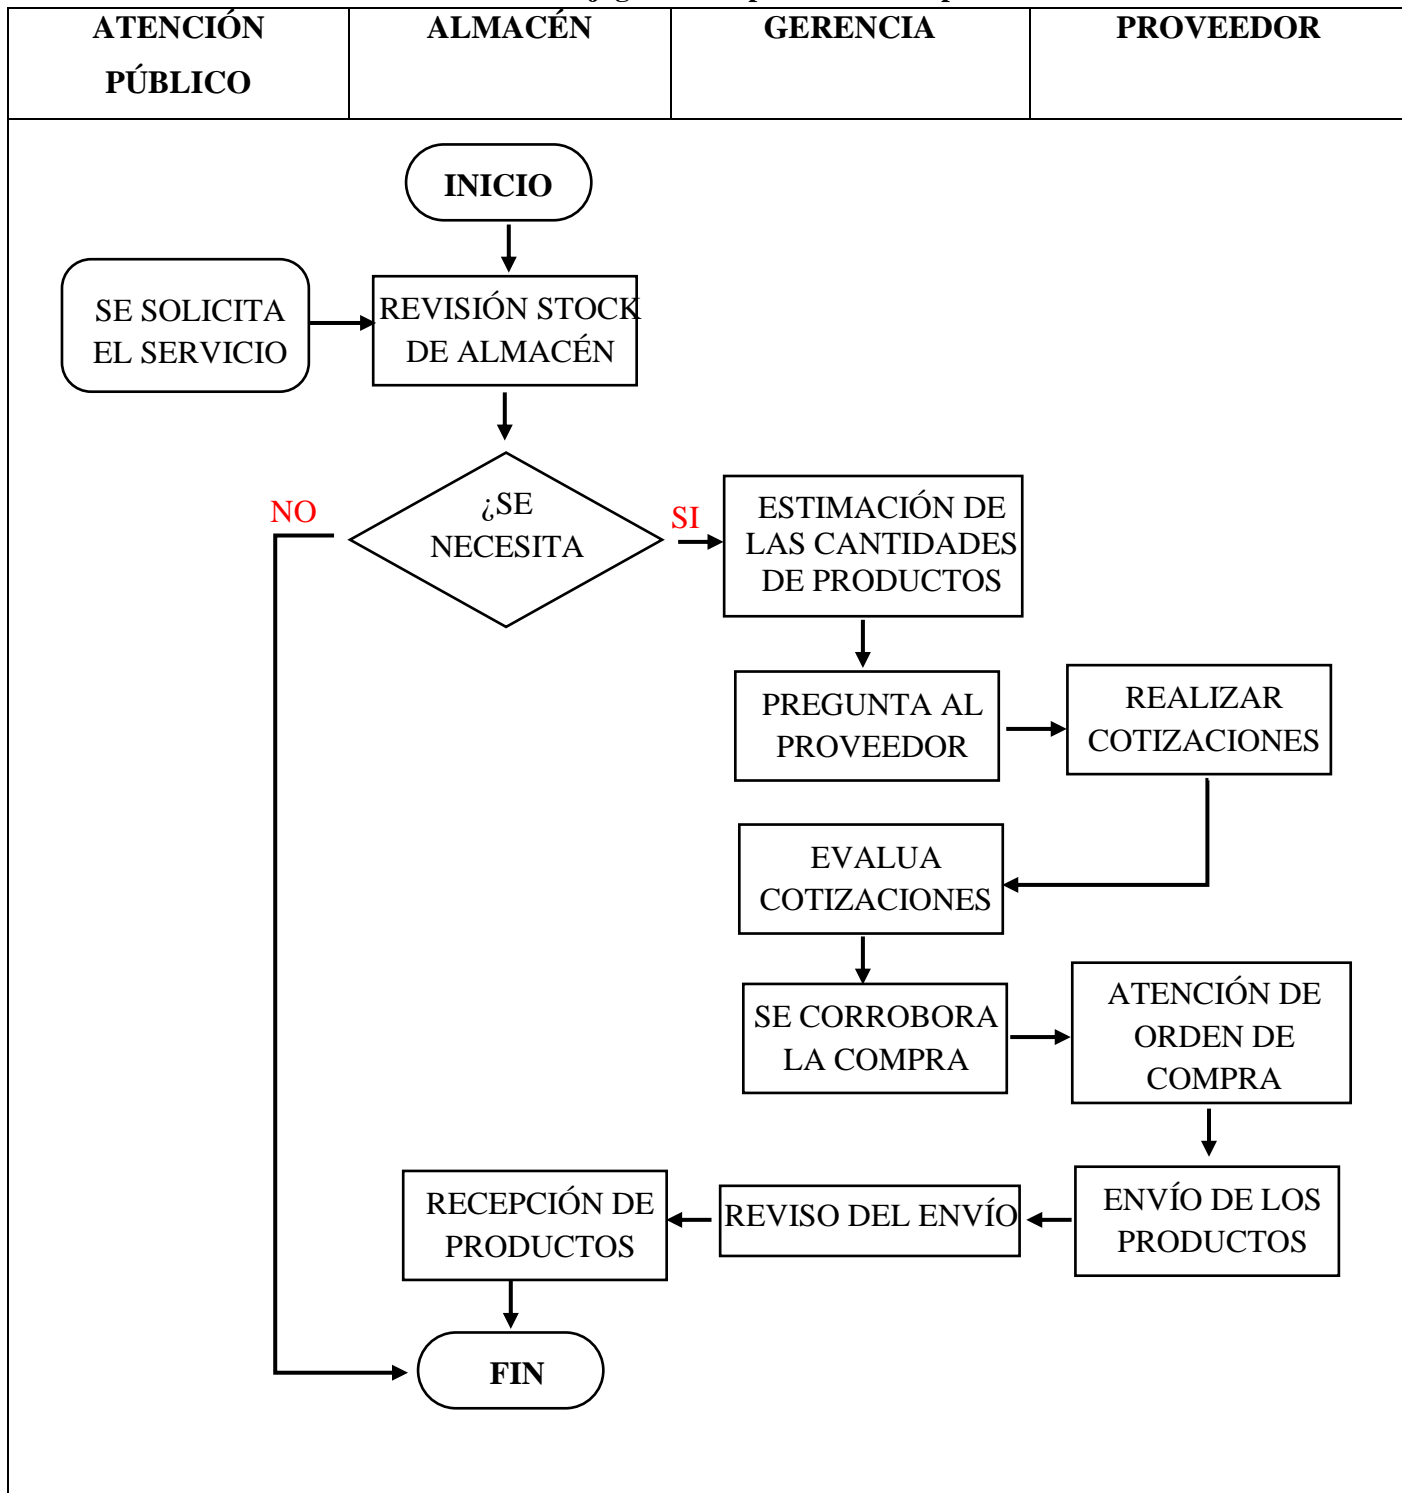 ATENCIÓN
PÚBLICO
ALMACÉN
GERENCIA
PROVEEDOR
INICIO
SE SOLICITA
EL SERVICIO
REVISIÓN STOCK
DE ALMACÉN
¿SE
NECESITA
NO
SI
ESTIMACIÓN DE
LAS CANTIDADES
DE PRODUCTOS
PREGUNTA AL
PROVEEDOR
REALIZAR
COTIZACIONES
EVALUA
COTIZACIONES
SE CORROBORA
LA COMPRA
ATENCIÓN DE
ORDEN DE
COMPRA
ENVÍO DE LOS
PRODUCTOS
REVISO DEL ENVÍO
RECEPCIÓN DE
PRODUCTOS
FIN